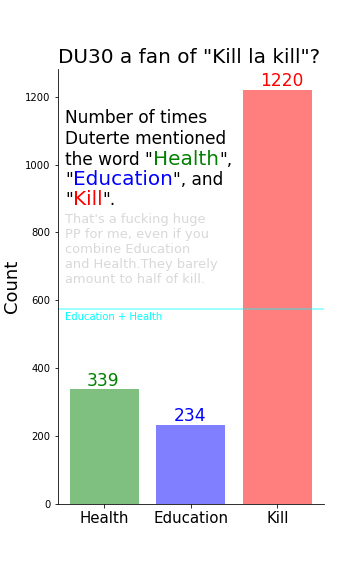 DU30 a fan of "Kill la kill"?
1220
Number of times
Duterte mentioned
the word "Health",
"Education", and
"Kill".
That's a fucking huge
PP for me, even if you
combine Education
and Health.They barely
amount to half of kill.
Education + Health
339
234
Count
1200
1000
800
600
400
200
0
Health Education Kill